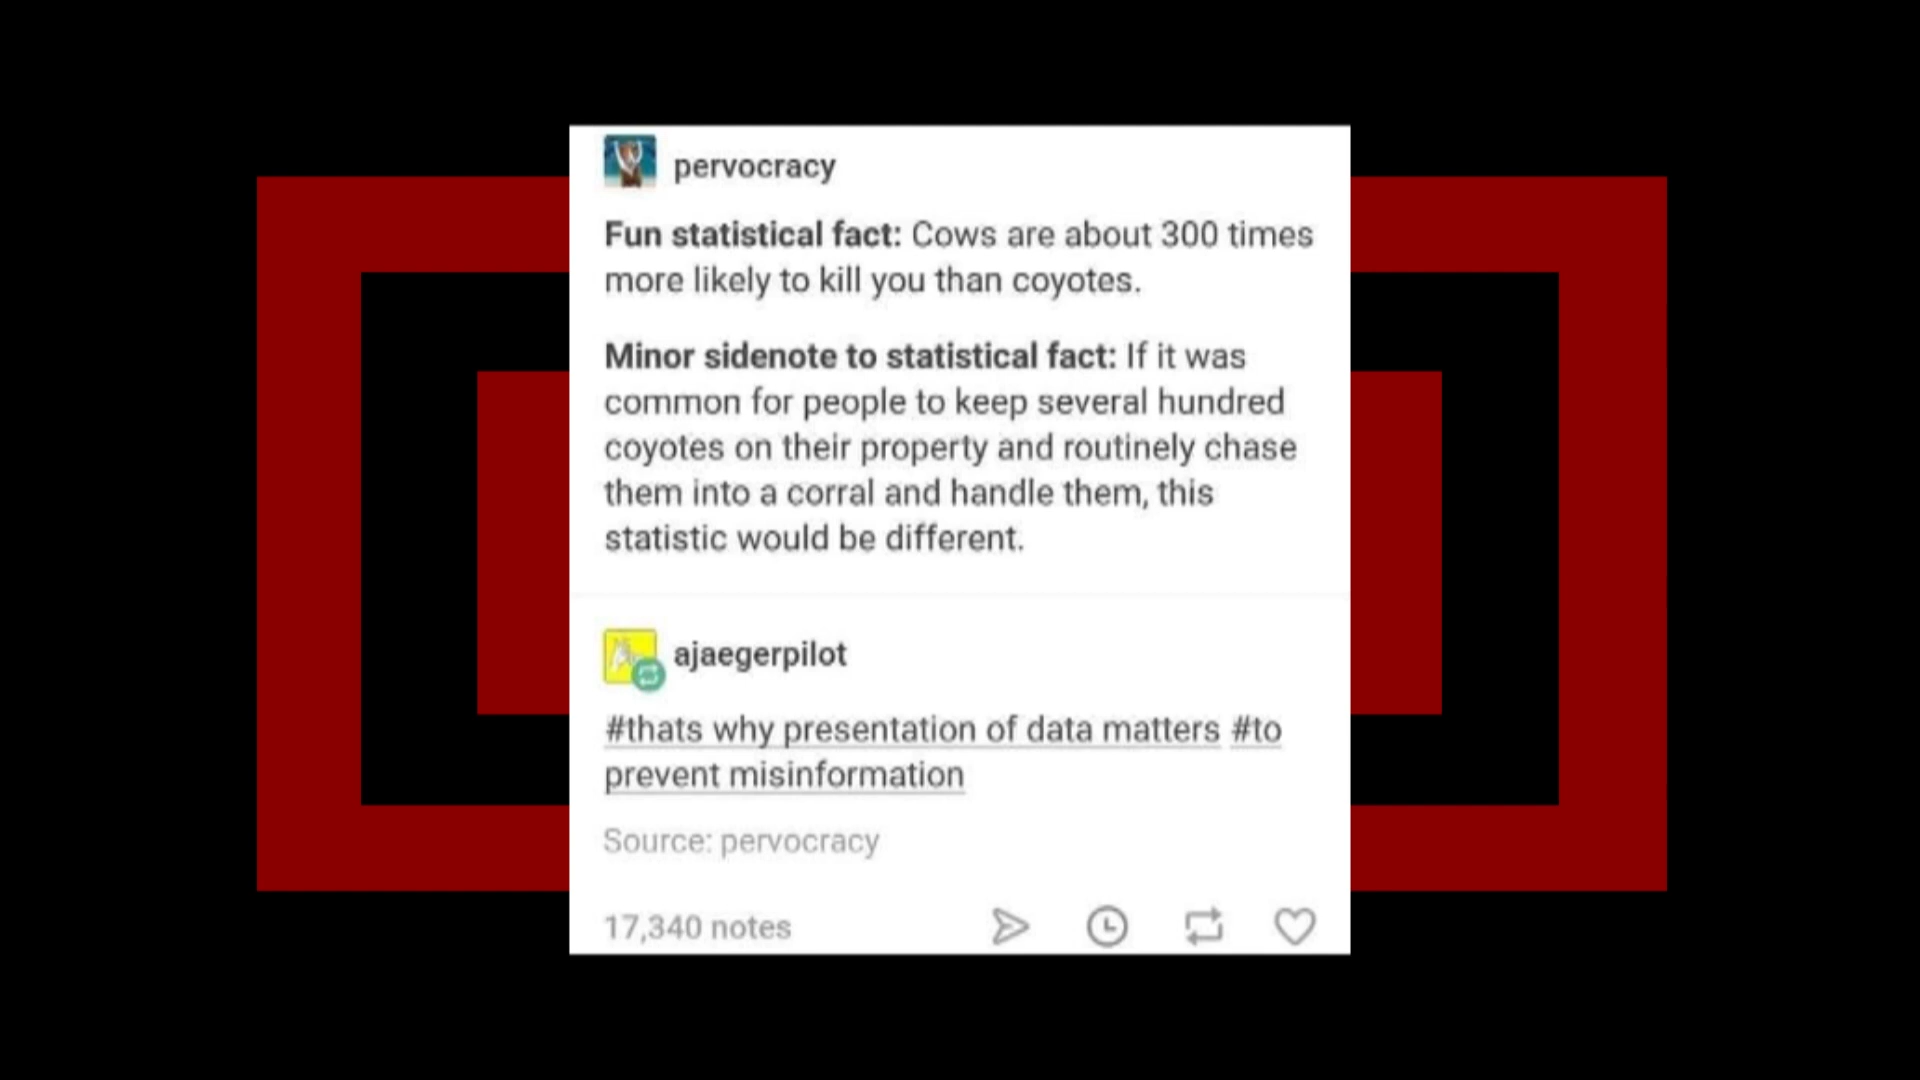 pervocracy
Fun statistical fact: Cows are about 300 times
more likely to kill you than coyotes.
Minor sidenote to statistical fact: If it was
common for people to keep several hundred
coyotes on their property and routinely chase
them into a corral and handle them, this
statistic would be different.
ajaegerpilot
#thats why presentation of data matters #to
prevent misinformation
Source: pervocracy
17,340 notes